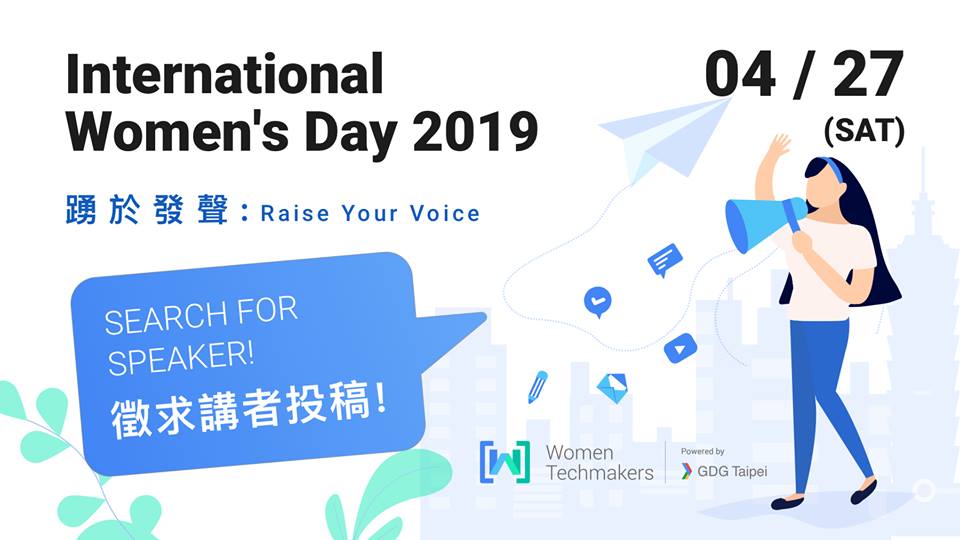 International
Women's Day 2019
04 / 27
(SAT)
踴於發聲: Raise Your Voice
SEARCH FOR
SPEAKER!
徵求講者投稿!
Women
Techmakers
Powered by
GDG Taipei